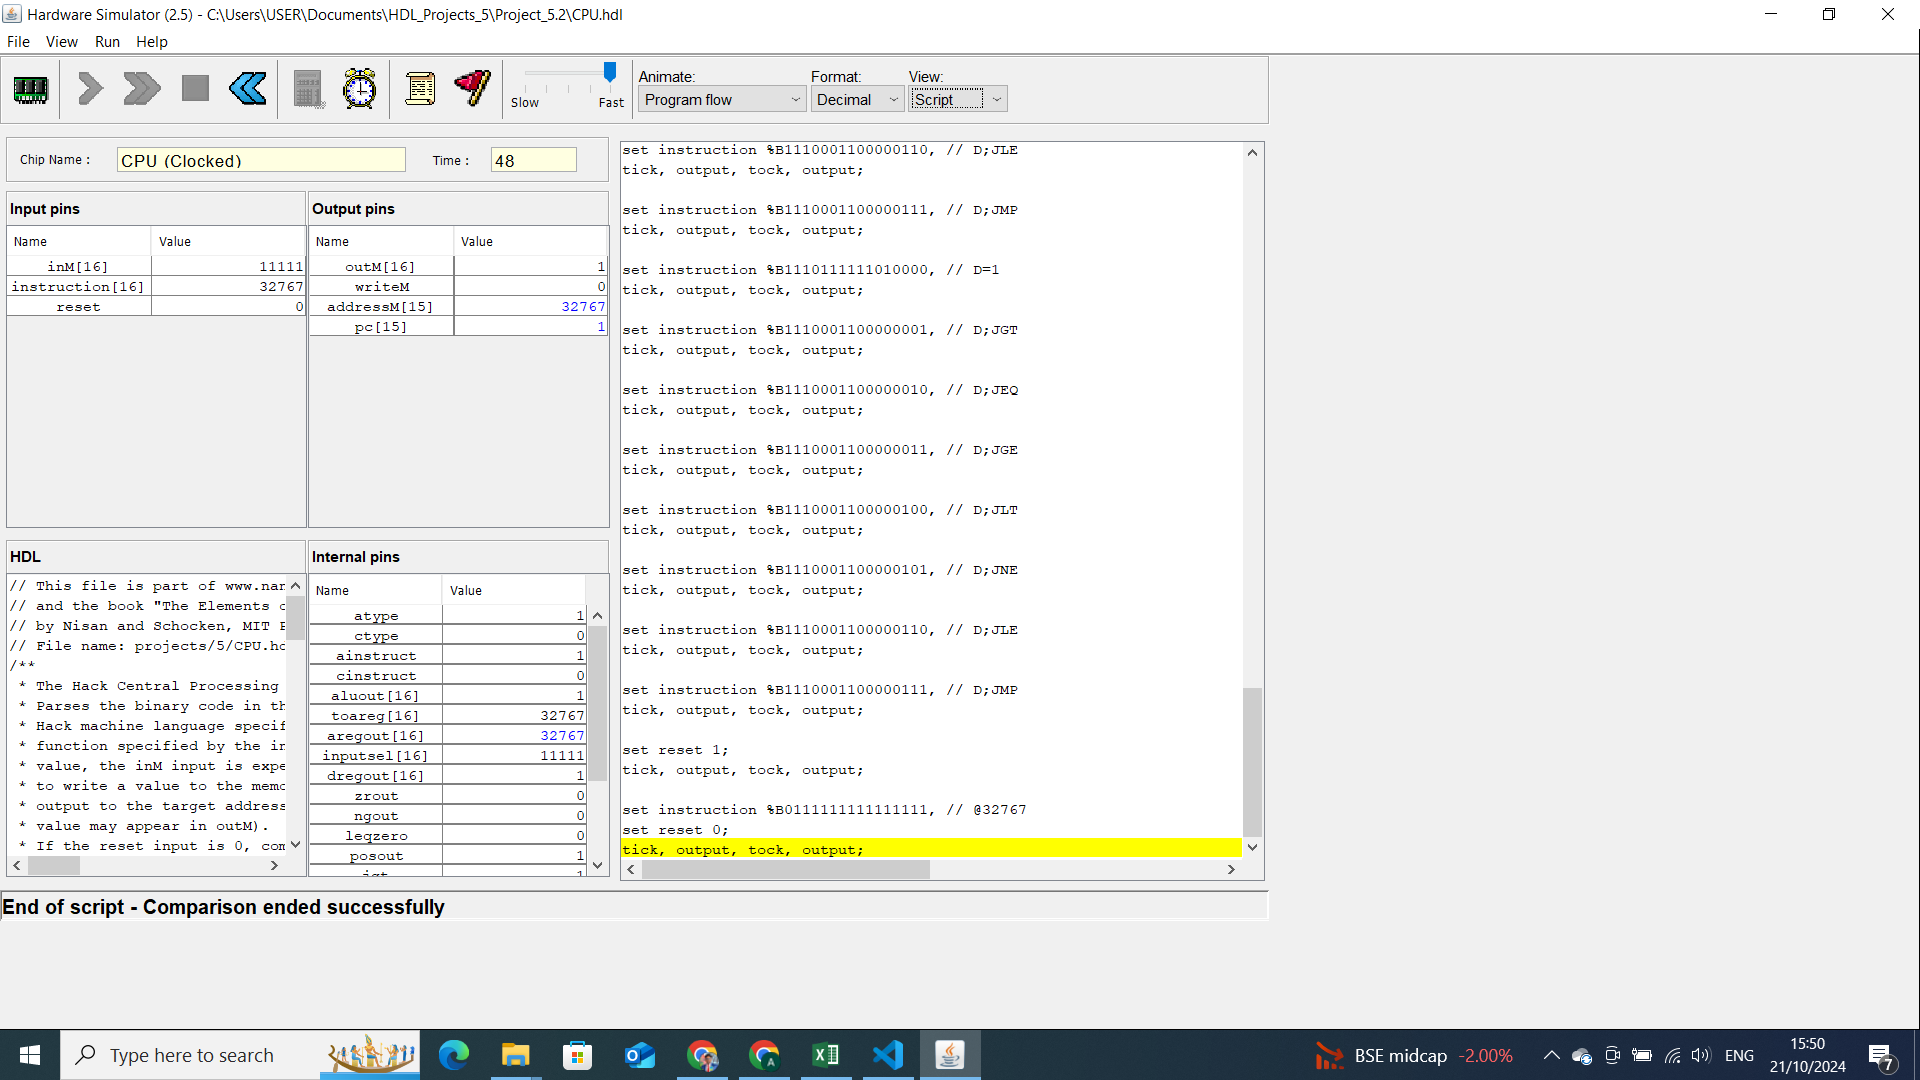 Hardware Simulator (2.5) - C:\Users\USER\Documents\HDL_Projects_5\Project_5.2\CPU.hdl
File View Run Help
Slow Fast
Animate:
Program flow
Format:
Decimal
View:
Script
Chip Name :
CPU (Clocked)
Time :
48
Input pins
Name Value
inM[16] 11111
instruction[16] 32767
reset 0
Output pins
Name Value
outM[16] 1
writeM 0
addressM[15] 32767
pc[15] 1
HDL
// This file is part of www.nan
// and the book "The Elements o
// by Nisan and Schocken, MIT P
// File name: projects/5/CPU.hd
/**
* The Hack Central Processing
* Parses the binary code in th
* Hack machine language specif
* function specified by the in
* value, the inM input is expe
* to write a value to the memo
* output to the target address
* value may appear in outM).
* If the reset input is 0, com
Internal pins
Name Value
atype 1
ctype 0
ainstruct 1
cinstruct 0
aluout[16] 1
toareg[16] 32767
aregout[16] 32767
inputsel[16] 11111
dregout[16] 1
zrout 0
ngout 0
leqzero 0
posout 1
jgt 1
set instruction %B1110001100000110, // D;JLE
tick, output, tock, output;
set instruction %B1110001100000111, // D;JMP
tick, output, tock, output;
set instruction %B1110111111010000, // D=1
tick, output, tock, output;
set instruction %B1110001100000001, // D;JGT
tick, output, tock, output;
set instruction %B1110001100000010, // D;JEQ
tick, output, tock, output;
set instruction %B1110001100000011, // D;JGE
tick, output, tock, output;
set instruction %B1110001100000100, // D;JLT
tick, output, tock, output;
set instruction %B1110001100000101, // D;JNE
tick, output, tock, output;
set instruction %B1110001100000110, // D;JLE
tick, output, tock, output;
set instruction %B1110001100000111, // D;JMP
tick, output, tock, output;
set reset 1;
tick, output, tock, output;
set instruction %B0111111111111111, // @32767
set reset 0;
tick, output, tock, output;
End of script - Comparison ended successfully
Type here to search
BSE midcap -2.00%
ENG
15:50
21/10/2024
7